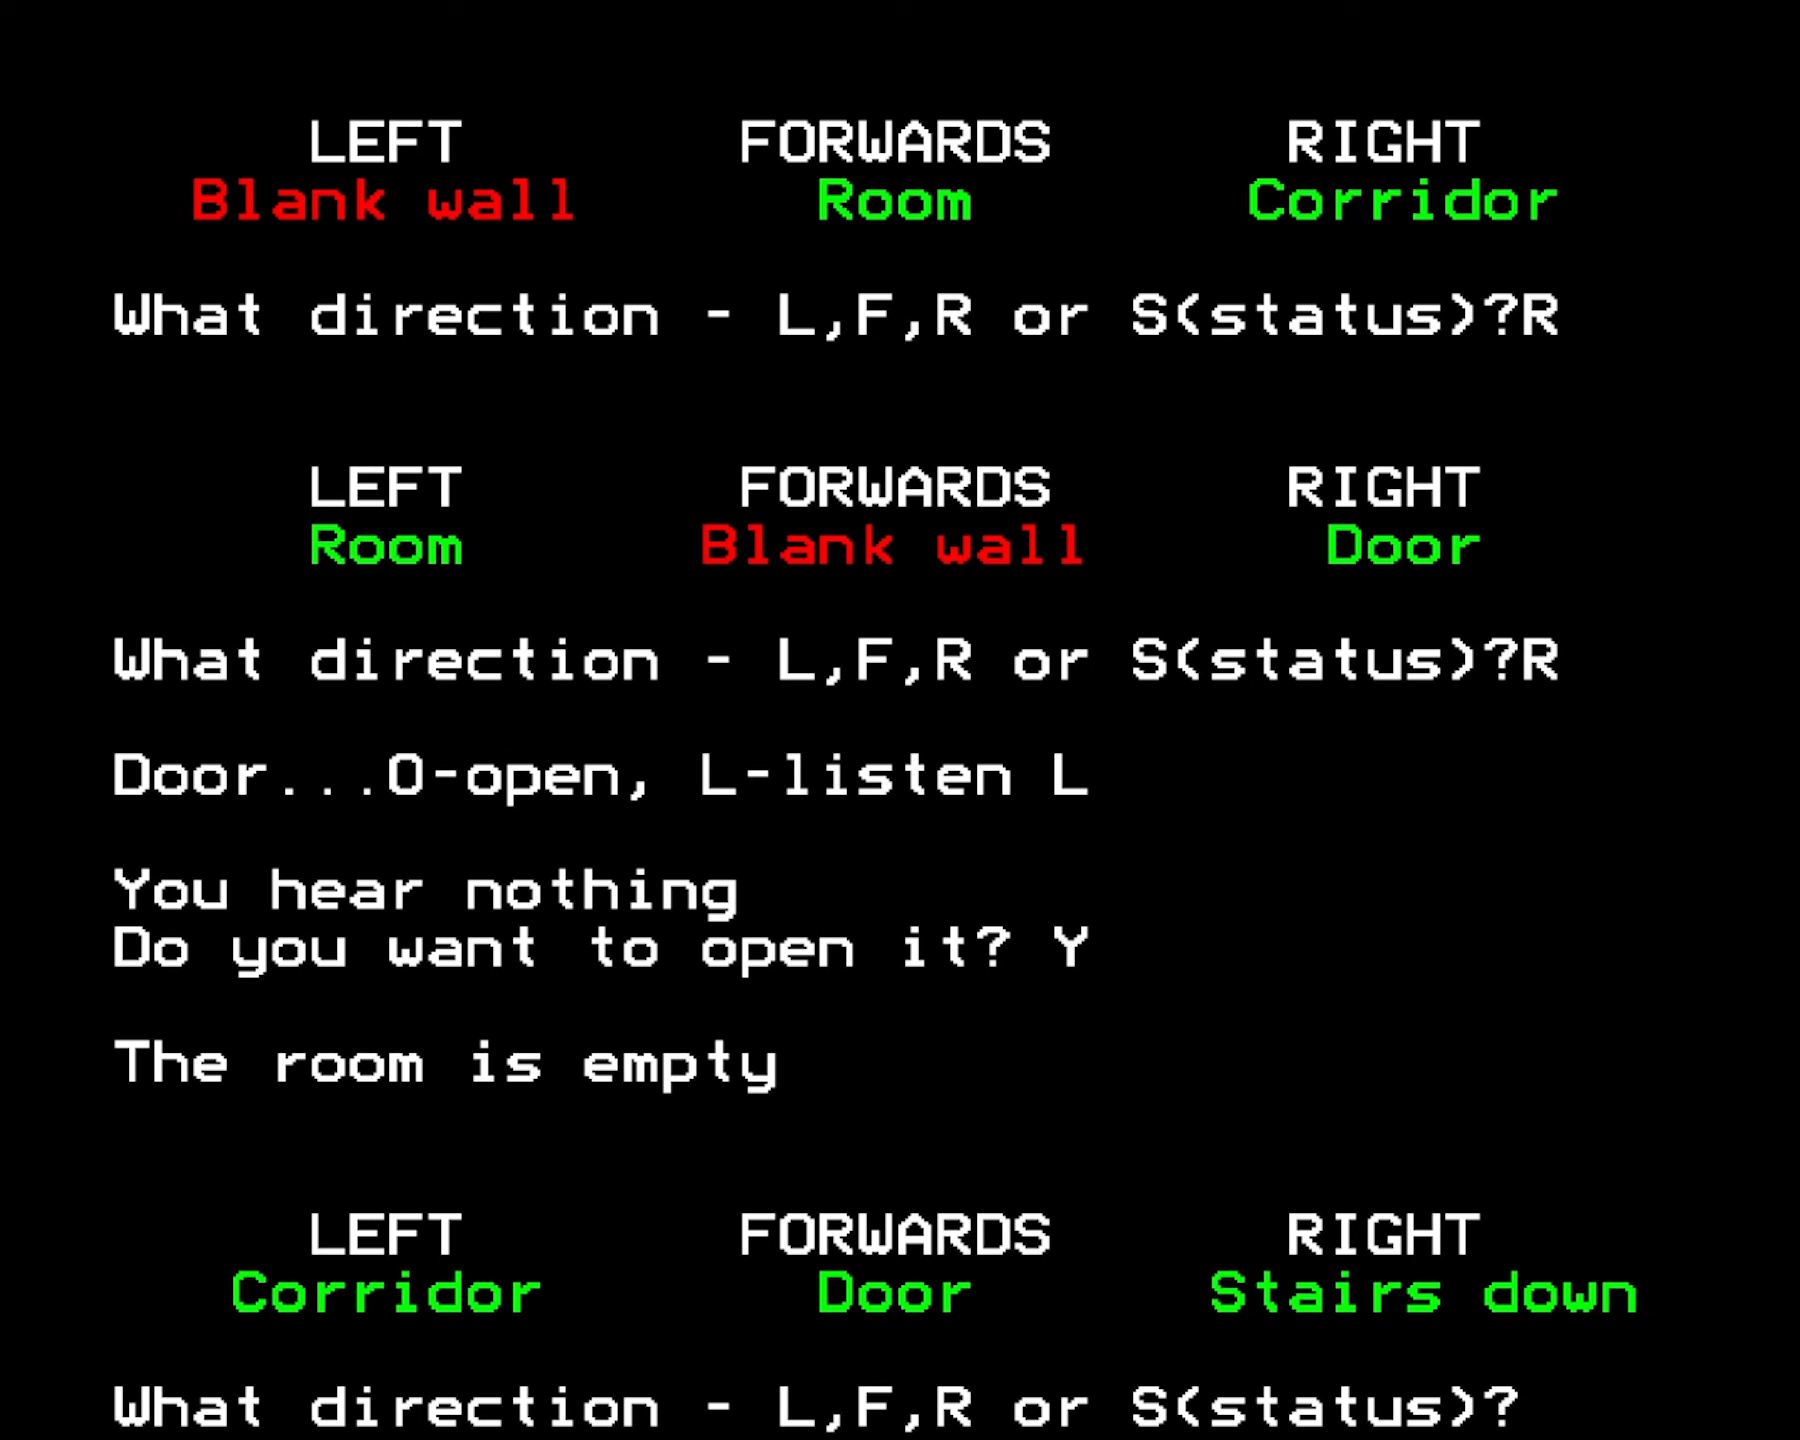 LEFT FORWARDS RIGHT
Blank wall Room Corridor
What direction - L,F,R or S(status)?R
LEFT FORWARDS RIGHT
Room Blank wall Door
What direction - L,F,R or S(status)?R
Door...O-open, L-listen L
You hear nothing
Do you want to open it? Y
The room is empty
LEFT FORWARDS RIGHT
Corridor Door Stairs down
What direction - L,F,R or S(status)?